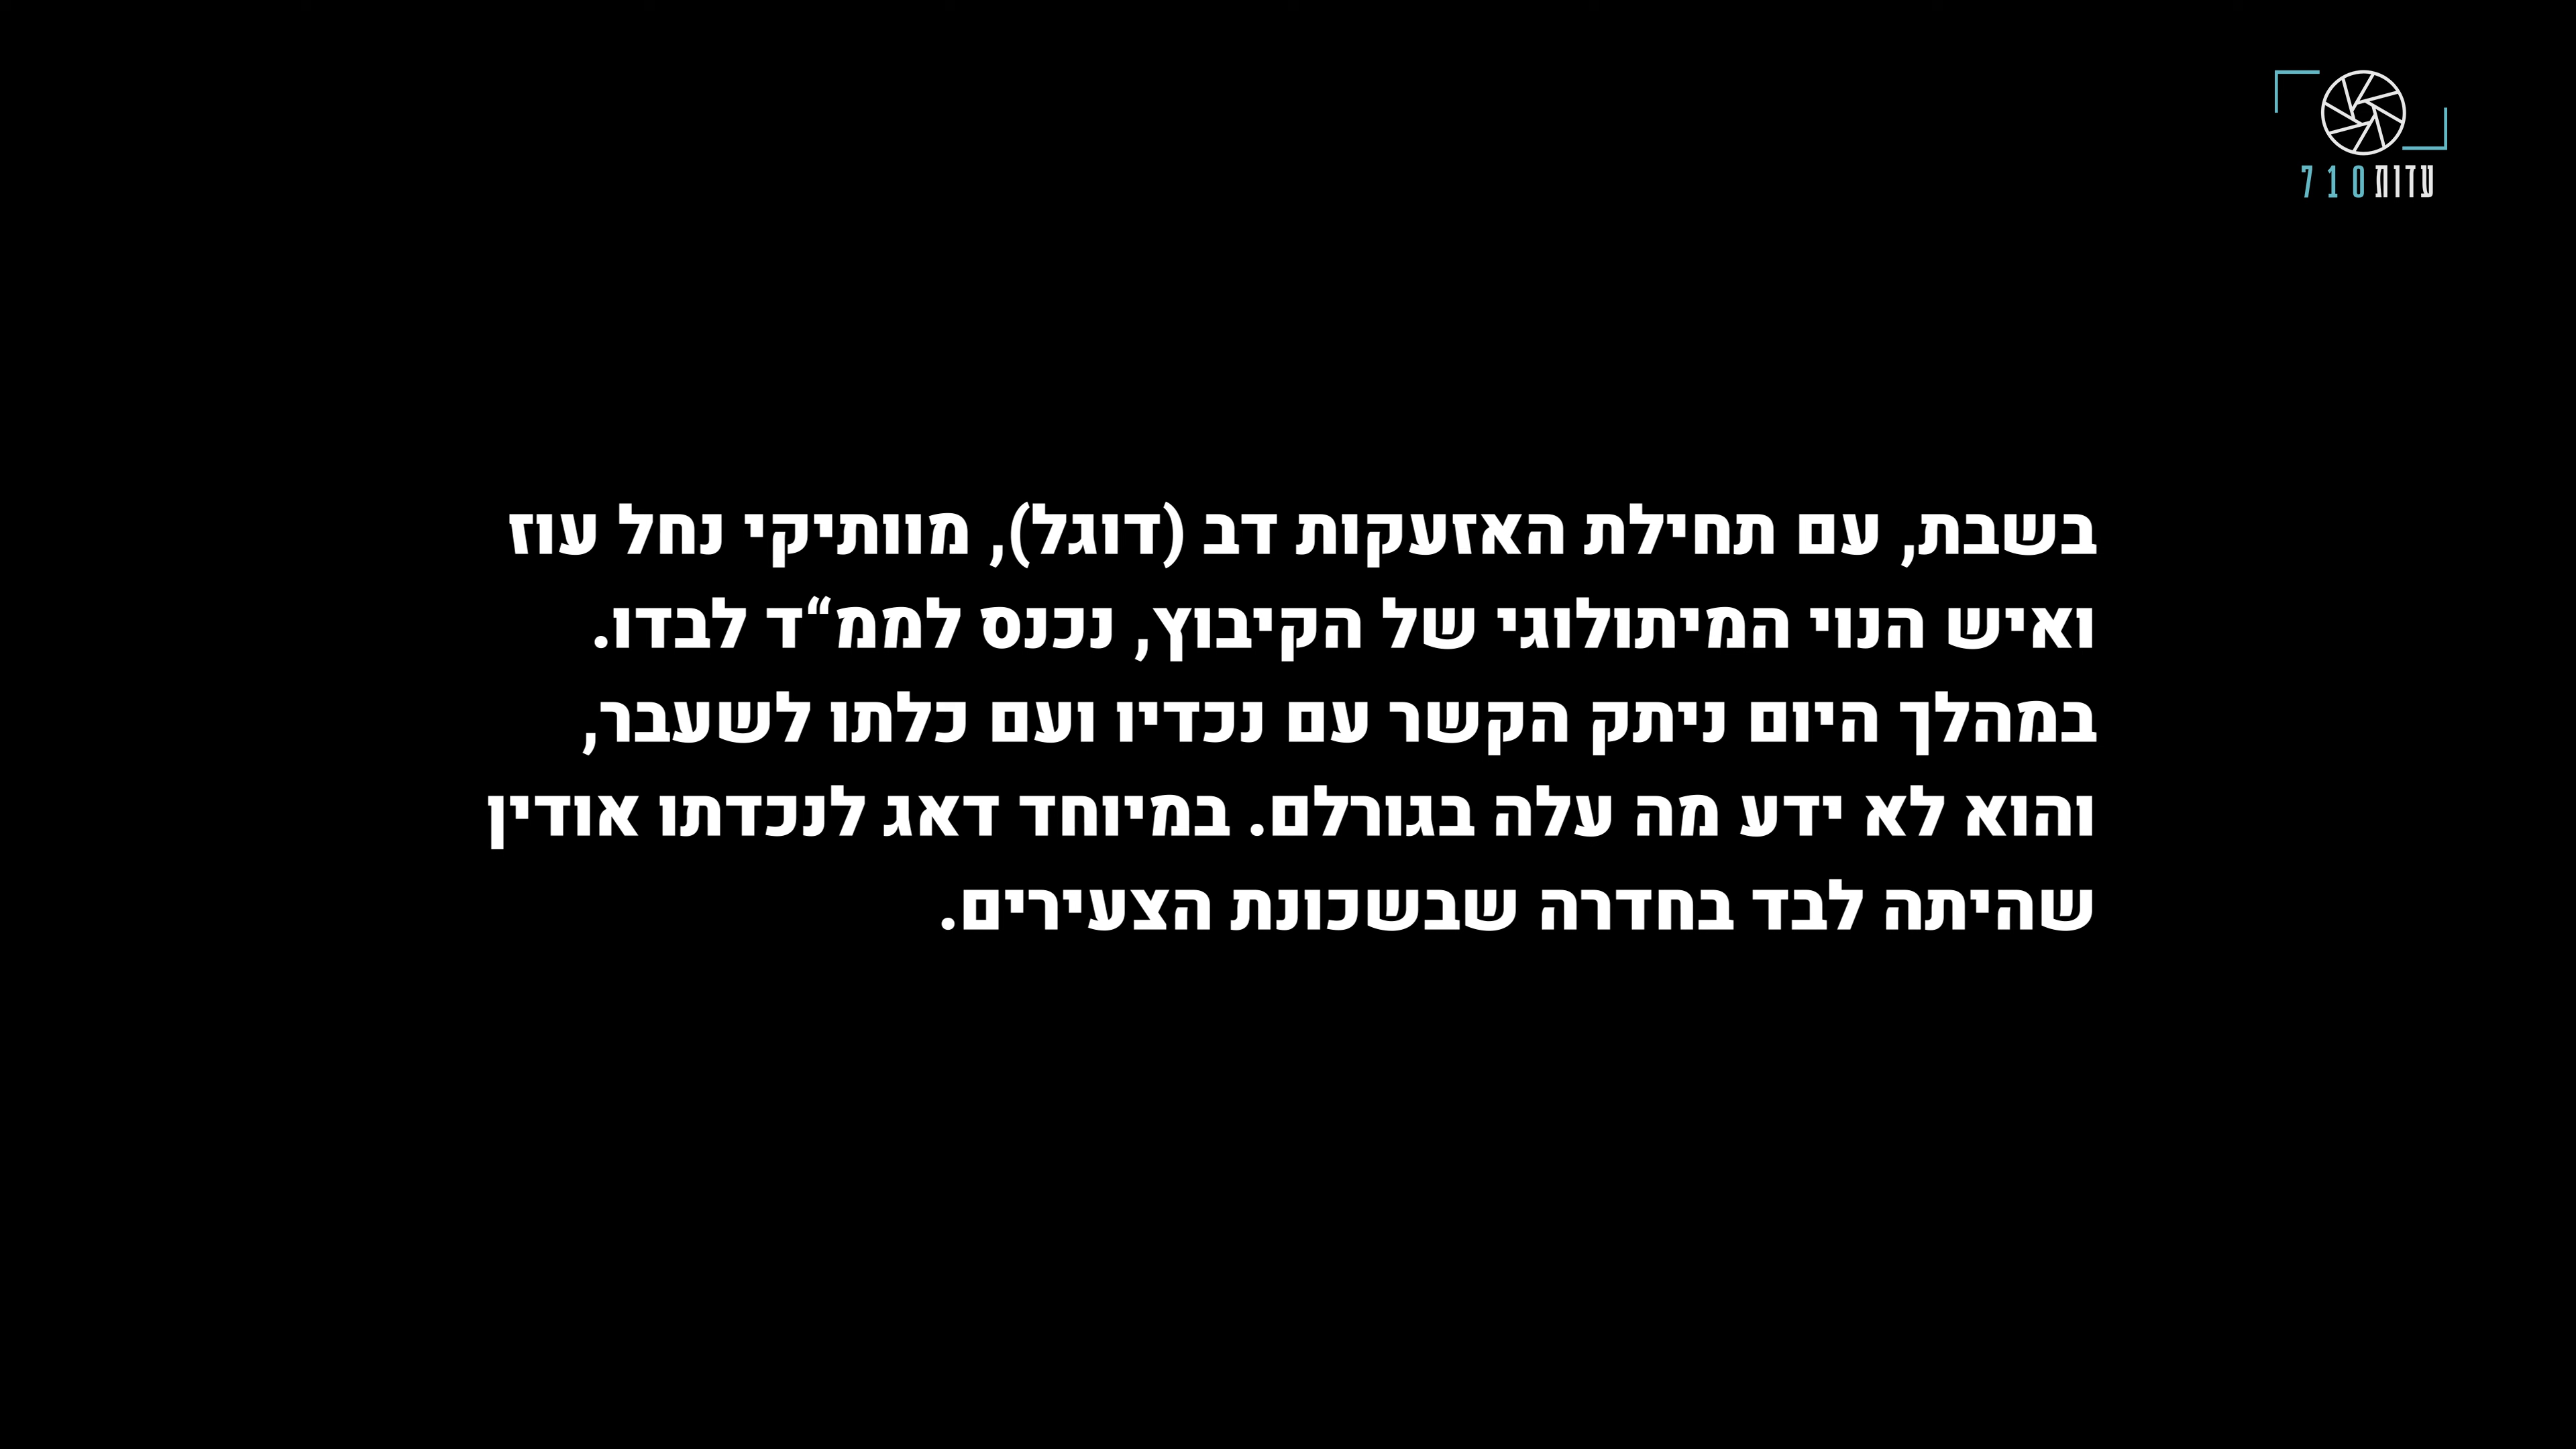 עדות710
בשבת, עם תחילת האזעקות דב (דוגל), מוותיקי נחל עוז
ואיש הנוי המיתולוגי של הקיבוץ, נכנס לממ“ד לבדו.
במהלך היום ניתק הקשר עם נכדיו ועם כלתו לשעבר,
והוא לא ידע מה עלה בגורלם. במיוחד דאג לנכדתו אודין
שהיתה לבד בחדרה שבשכונת הצעירים.